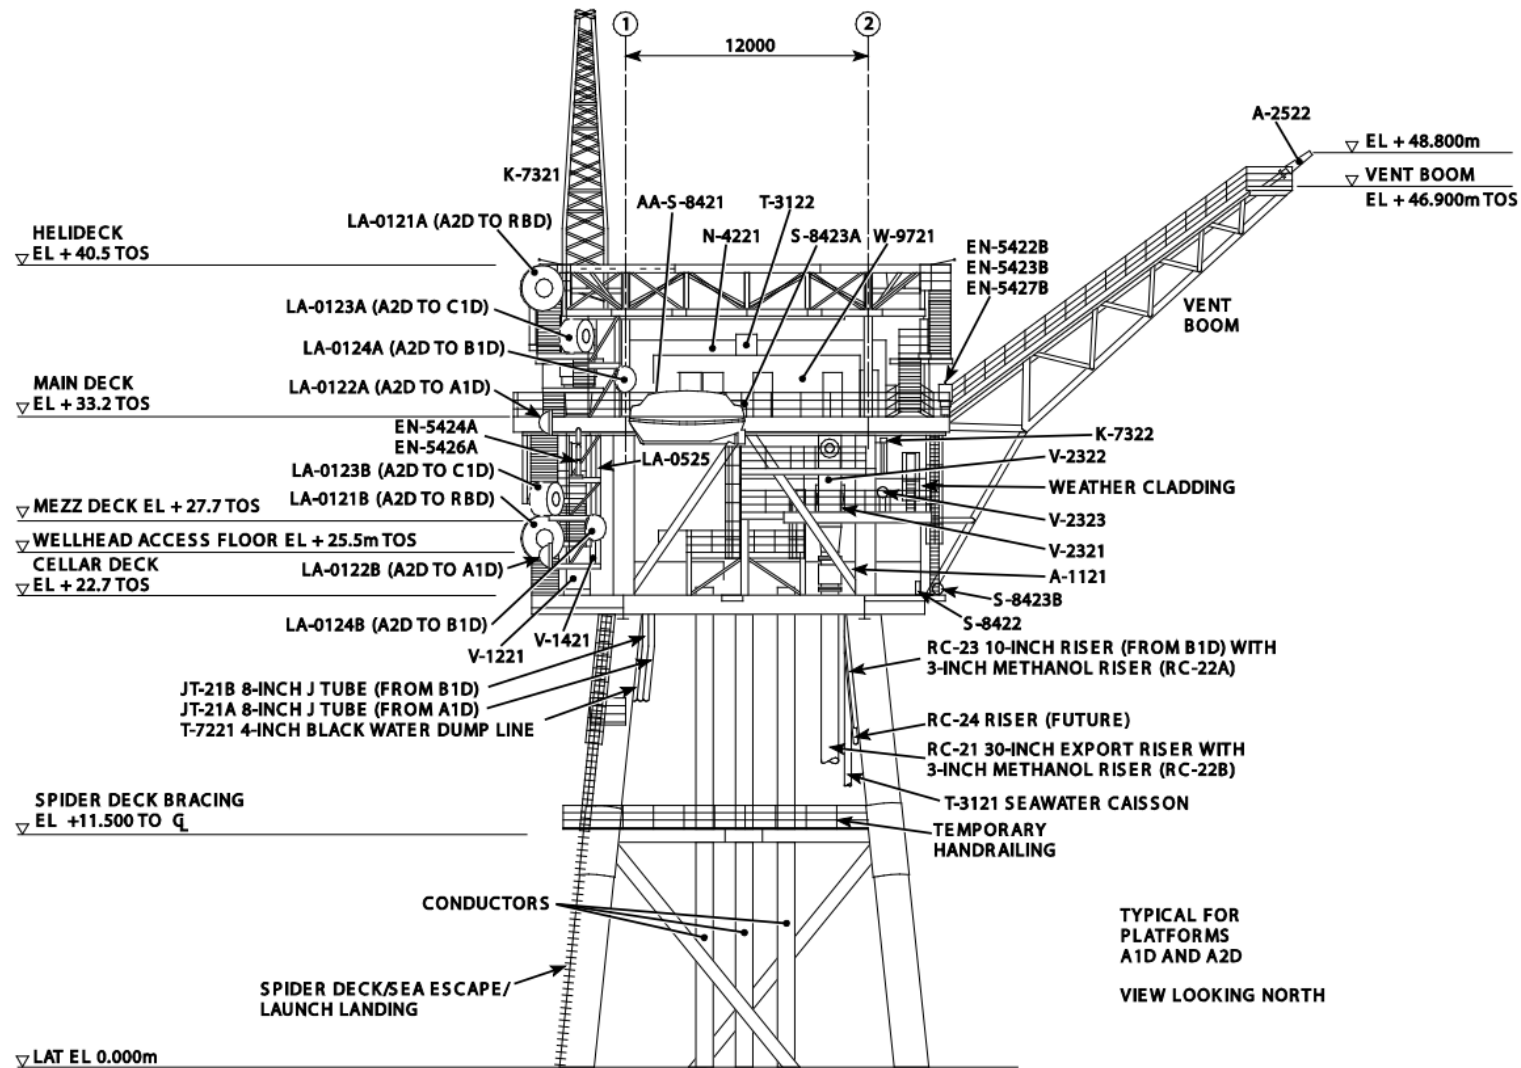 1
2
12000
A-2522
EL + 48.800m
VENT BOOM
EL + 46.900m TOS
K-7321
AA-S-8421
T-3122
LA-0121A (A2D TO RBD)
N-4221
S-8423A
W-9721
HELIDECK
EL + 40.5 TOS
EN-5422B
EN-5423B
EN-5427B
LA-0123A (A2D TO C1D)
VENT
BOOM
LA-0124A (A2D TO B1D)
MAIN DECK
EL + 33.2 TOS
LA-0122A (A2D TO A1D)
EN-5424A
EN-5426A
K-7322
LA-0525
V-2322
LA-0123B (A2D TO C1D)
WEATHER CLADDING
LA-0121B (A2D TO RBD)
MEZZ DECK EL + 27.7 TOS
V-2323
WELLHEAD ACCESS FLOOR EL + 25.5m TOS
V-2321
CELLAR DECK
EL + 22.7 TOS
LA-0122B (A2D TO A1D)
A-1121
S-8423B
LA-0124B (A2D TO B1D)
S-8422
V-1421
V-1221
RC-23 10-INCH RISER (FROM B1D) WITH
3-INCH METHANOL RISER (RC-22A)
JT-21B 8-INCH J TUBE (FROM B1D)
JT-21A 8-INCH J TUBE (FROM A1D)
T-7221 4-INCH BLACK WATER DUMP LINE
RC-24 RISER (FUTURE)
RC-21 30-INCH EXPORT RISER WITH
3-INCH METHANOL RISER (RC-22B)
SPIDER DECK BRACING
EL +11.500 TO ℄
T-3121 SEAWATER CAISSON
TEMPORARY
HANDRAILING
CONDUCTORS
TYPICAL FOR
PLATFORMS
A1D AND A2D
SPIDER DECK/SEA ESCAPE/
LAUNCH LANDING
VIEW LOOKING NORTH
LAT EL 0.000m